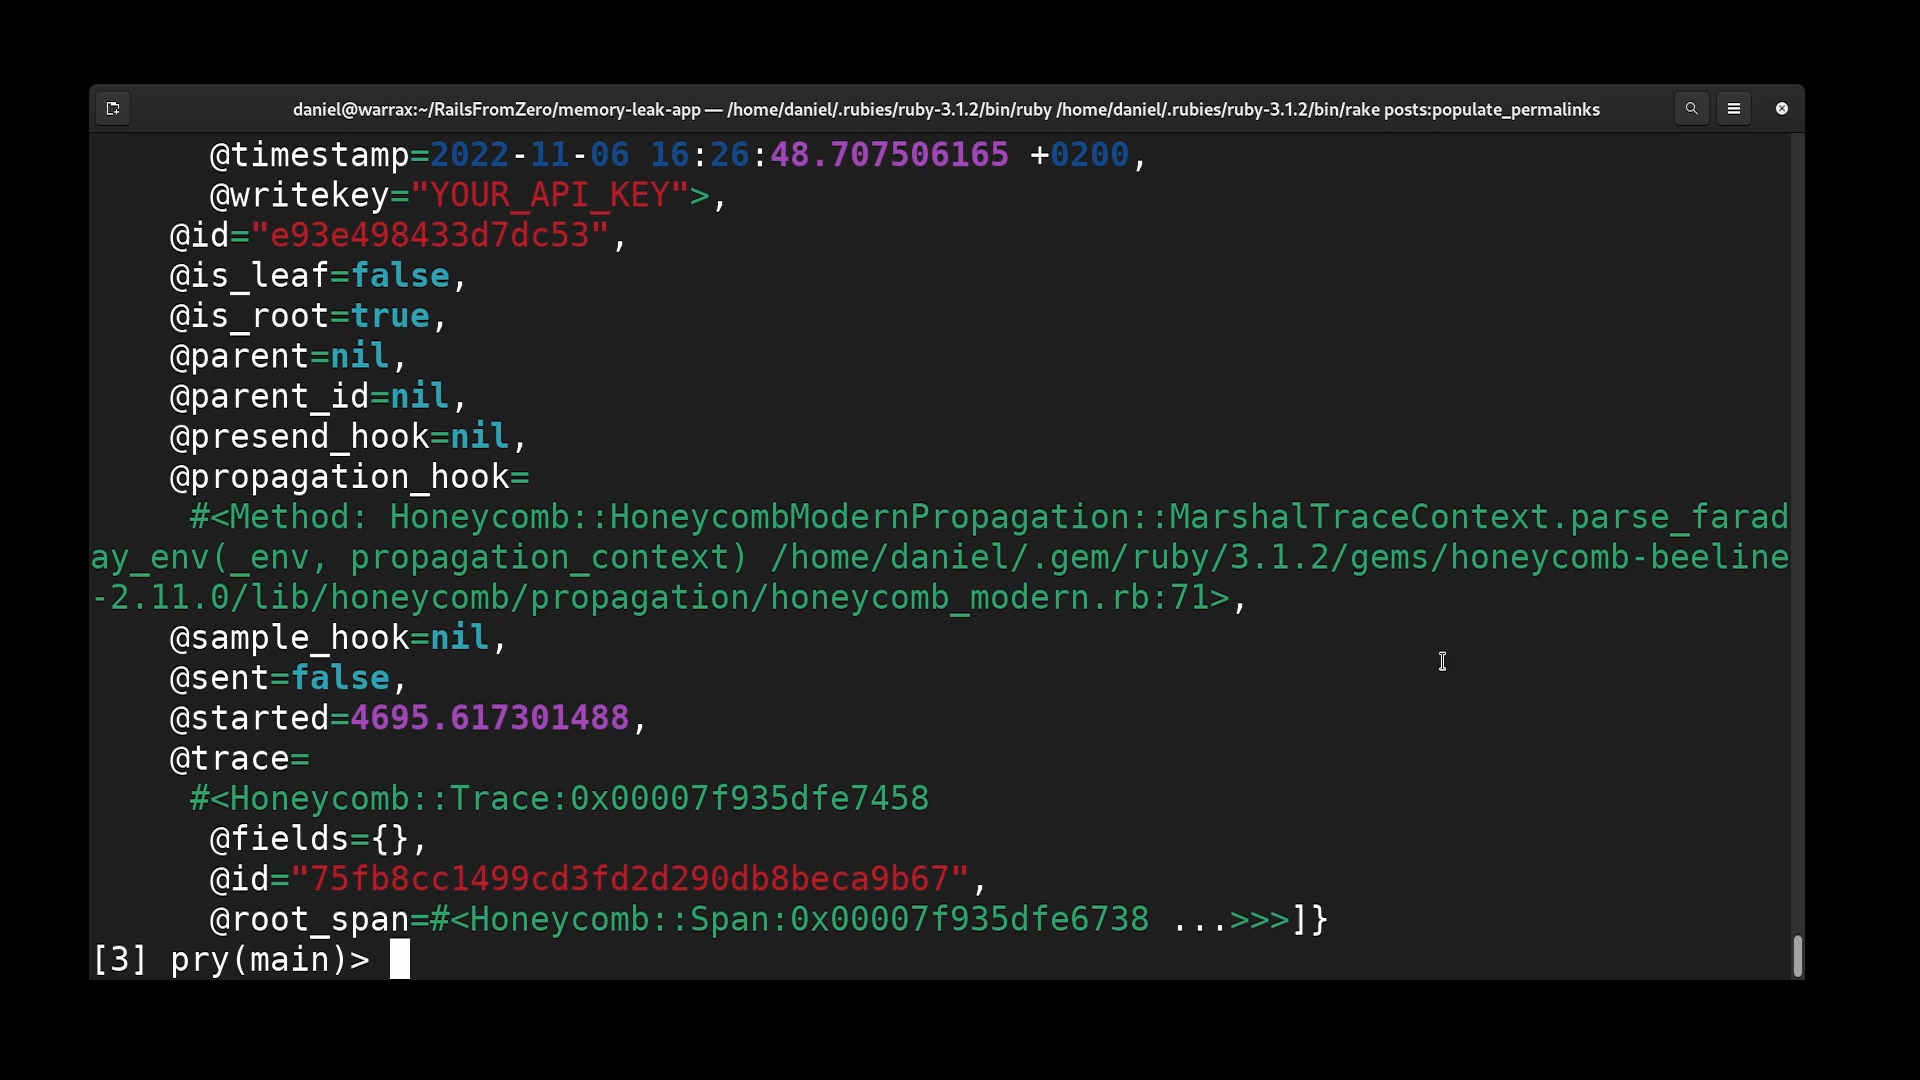 daniel@warrax:~/RailsFromZero/memory-leak-app — /home/daniel/.rubies/ruby-3.1.2/bin/ruby /home/daniel/.rubies/ruby-3.1.2/bin/rake posts:populate_permalinks
@timestamp=2022-11-06 16:26:48.707506165 +0200,
@writekey="YOUR_API_KEY">,
@id="e93e498433d7dc53",
@is_leaf=false,
@is_root=true,
@parent=nil,
@parent_id=nil,
@presend_hook=nil,
@propagation_hook=
#<Method: Honeycomb::HoneycombModernPropagation::MarshalTraceContext.parse_farad
ay_env(_env, propagation_context) /home/daniel/.gem/ruby/3.1.2/gems/honeycomb-beeline
-2.11.0/lib/honeycomb/propagation/honeycomb_modern.rb:71>,
@sample_hook=nil,
@sent=false,
@started=4695.617301488,
@trace=
#<Honeycomb::Trace:0x00007f935dfe7458
@fields={},
@id="75fb8cc1499cd3fd2d290db8beca9b67",
@root_span=#<Honeycomb::Span:0x00007f935dfe6738 ...>>>]}
[3] pry(main)>